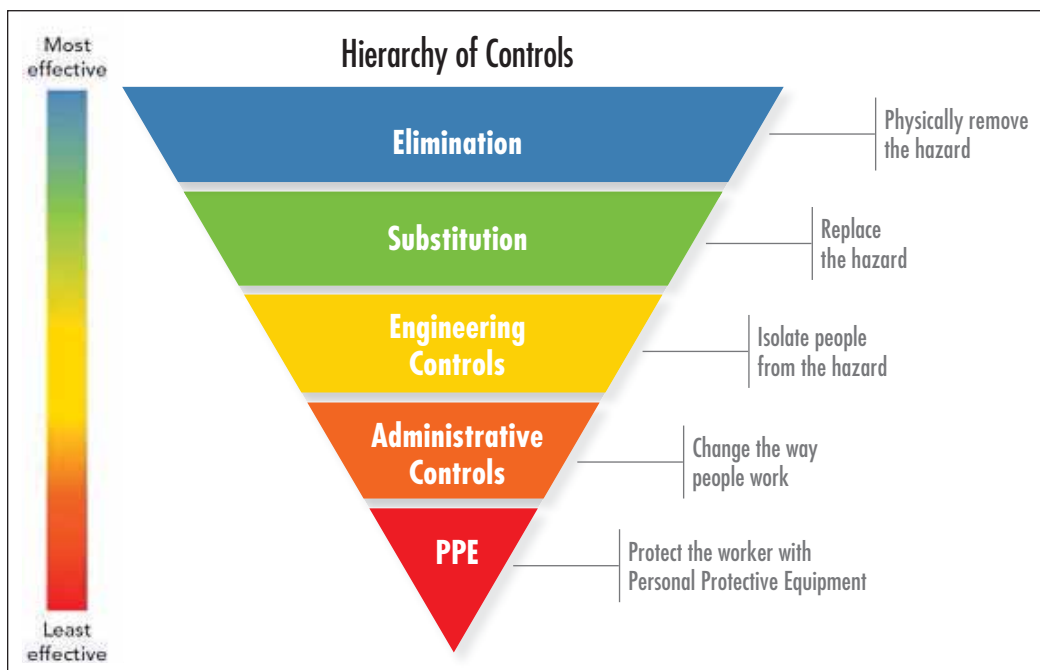 Most
effective
Hierarchy of Controls
Elimination
Physically remove
the hazard
Substitution
Replace
the hazard
Engineering
Controls
Isolate people
from the hazard
Administrative
Controls
Change the way
people work
PPE
Protect the worker with
Personal Protective Equipment
Least
effective